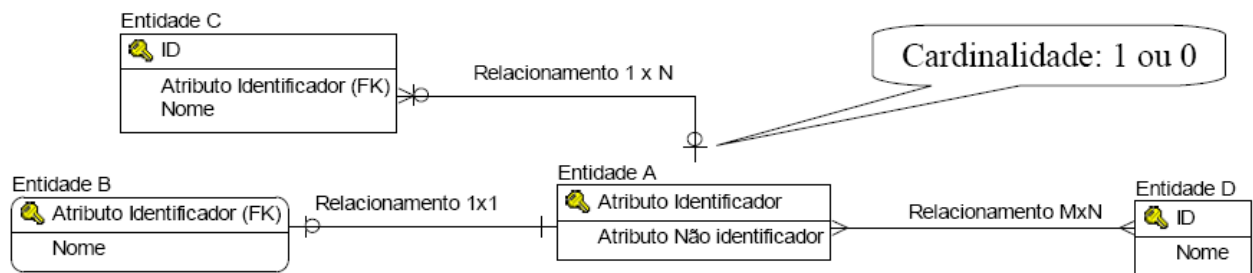 Entidade C
ID
Atributo Identificador (FK)
Nome
Relacionamento 1 x N
Cardinalidade: 1 ou 0
Entidade B
Atributo Identificador (FK)
Nome
Relacionamento 1x1
Entidade A
Atributo Identificador
Atributo Não identificador
Relacionamento MxN
Entidade D
ID
Nome